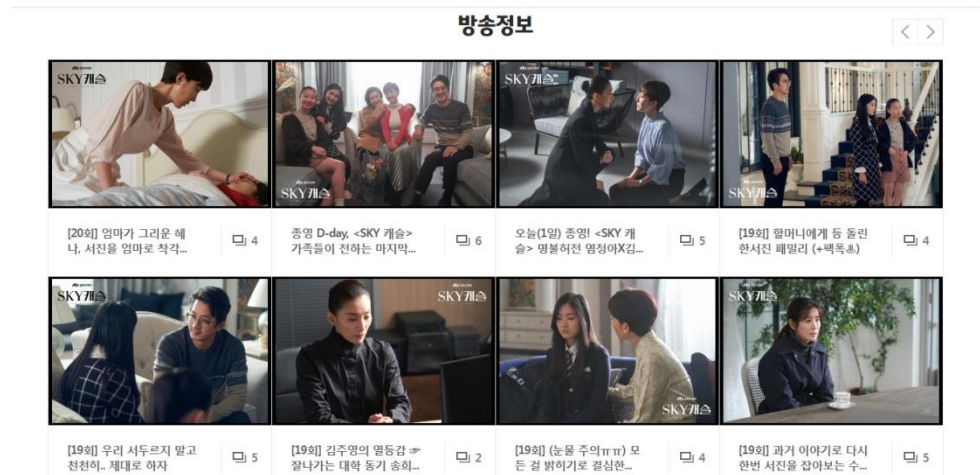 방송정보
SKY캐슬
SKY캐슬
SKY캐슬
SKY캐슬
[20회] 엄마가 그리운 혜
나, 서진을 엄마로 착각...
4
종영 D-day, <SKY 캐슬>
가족들이 전하는 마지막...
6
오늘(1일) 종영! <SKY 캐
슬> 명불허전 염정아X김...
5
[19회] 할머니에게 등 돌린
한서진 패밀리 (+팩폭♨)
4
SKY캐슬
SKY캐슬
SKY캐슬
SKY캐슬
[19회] 우리 서두르지 말고
천천히.. 제대로 하자
5
[19회] 김주영의 열등감 ☞
잘나가는 대학 동기 송희...
2
[19회] (눈물 주의ㅠㅠ) 모
든 걸 밝히기로 결심한...
4
[19회] 과거 이야기로 다시
한번 서진을 잡아보는 수...
5